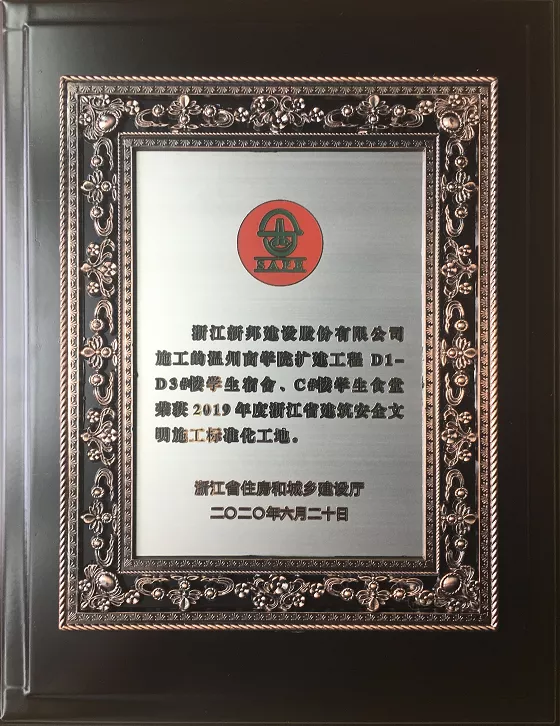 SACE
浙江新邦建设股份有限公司
施工的温州商学院扩建工程 D1-
D3#楼学生宿舍、C#楼学生食堂
荣获 2019 年度浙江省建筑安全文
明施工标准化工地。
浙江省住房和城乡建设厅
二〇二〇年六月二十日